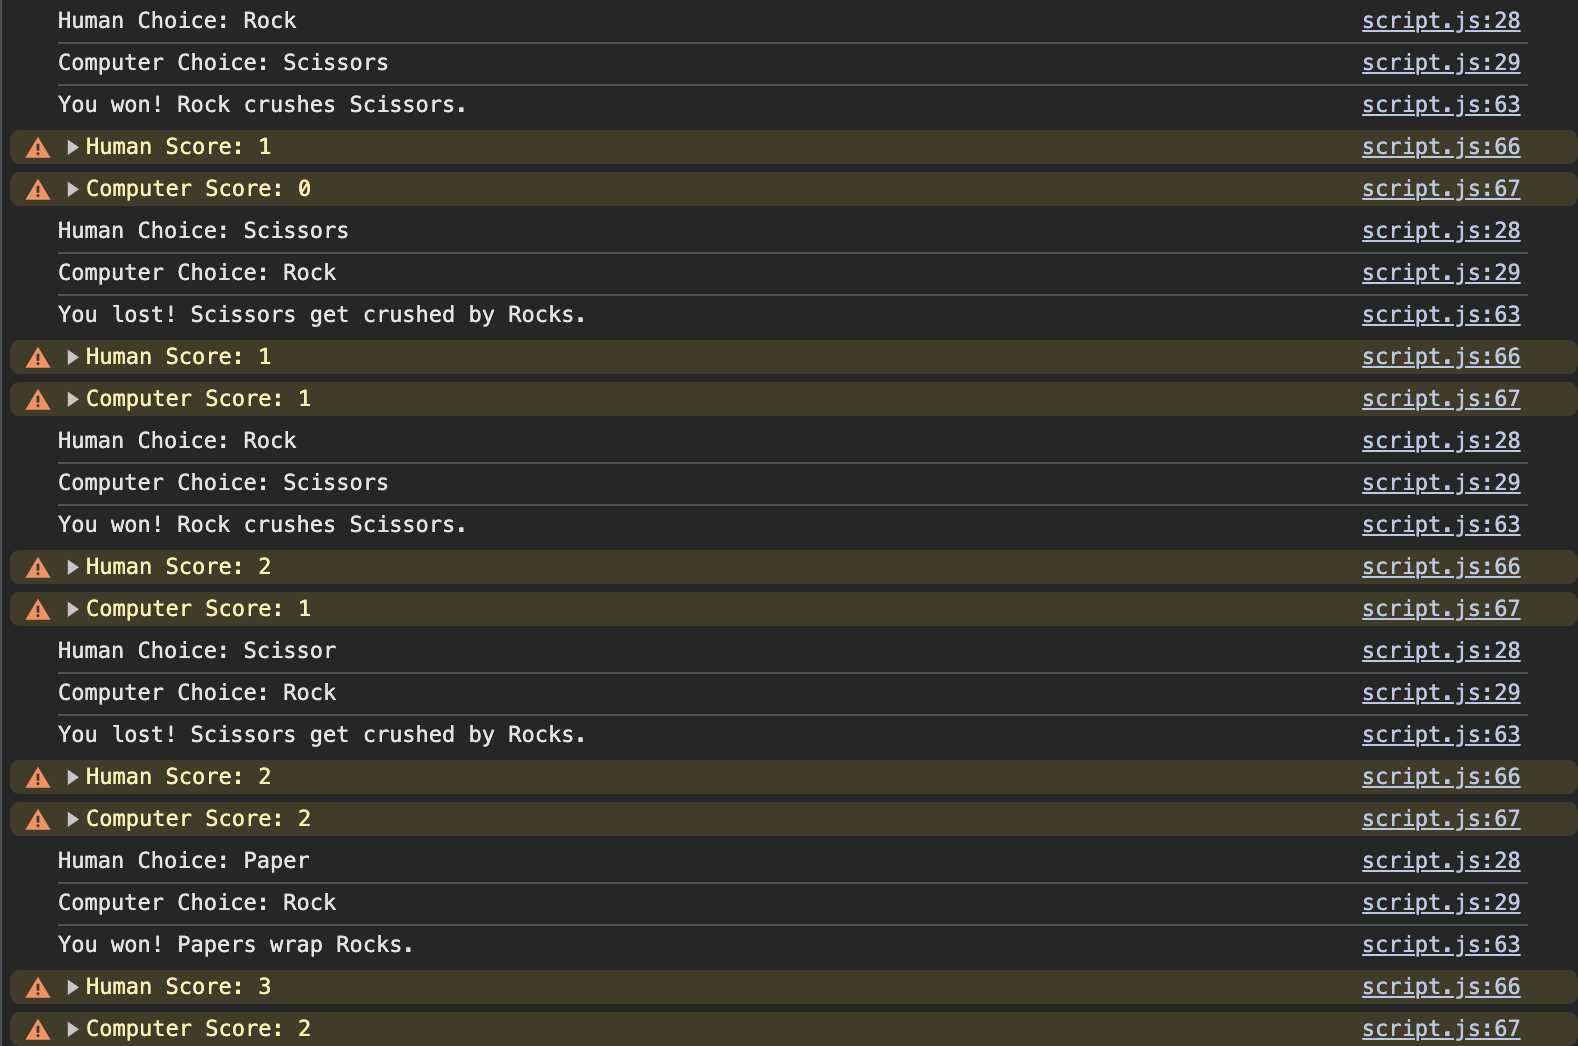 Human Choice: Rock script.js:28
Computer Choice: Scissors script.js:29
You won! Rock crushes Scissors. script.js:63
Human Score: 1 script.js:66
Computer Score: 0 script.js:67
Human Choice: Scissors script.js:28
Computer Choice: Rock script.js:29
You lost! Scissors get crushed by Rocks. script.js:63
Human Score: 1 script.js:66
Computer Score: 1 script.js:67
Human Choice: Rock script.js:28
Computer Choice: Scissors script.js:29
You won! Rock crushes Scissors. script.js:63
Human Score: 2 script.js:66
Computer Score: 1 script.js:67
Human Choice: Scissor script.js:28
Computer Choice: Rock script.js:29
You lost! Scissors get crushed by Rocks. script.js:63
Human Score: 2 script.js:66
Computer Score: 2 script.js:67
Human Choice: Paper script.js:28
Computer Choice: Rock script.js:29
You won! Papers wrap Rocks. script.js:63
Human Score: 3 script.js:66
Computer Score: 2 script.js:67